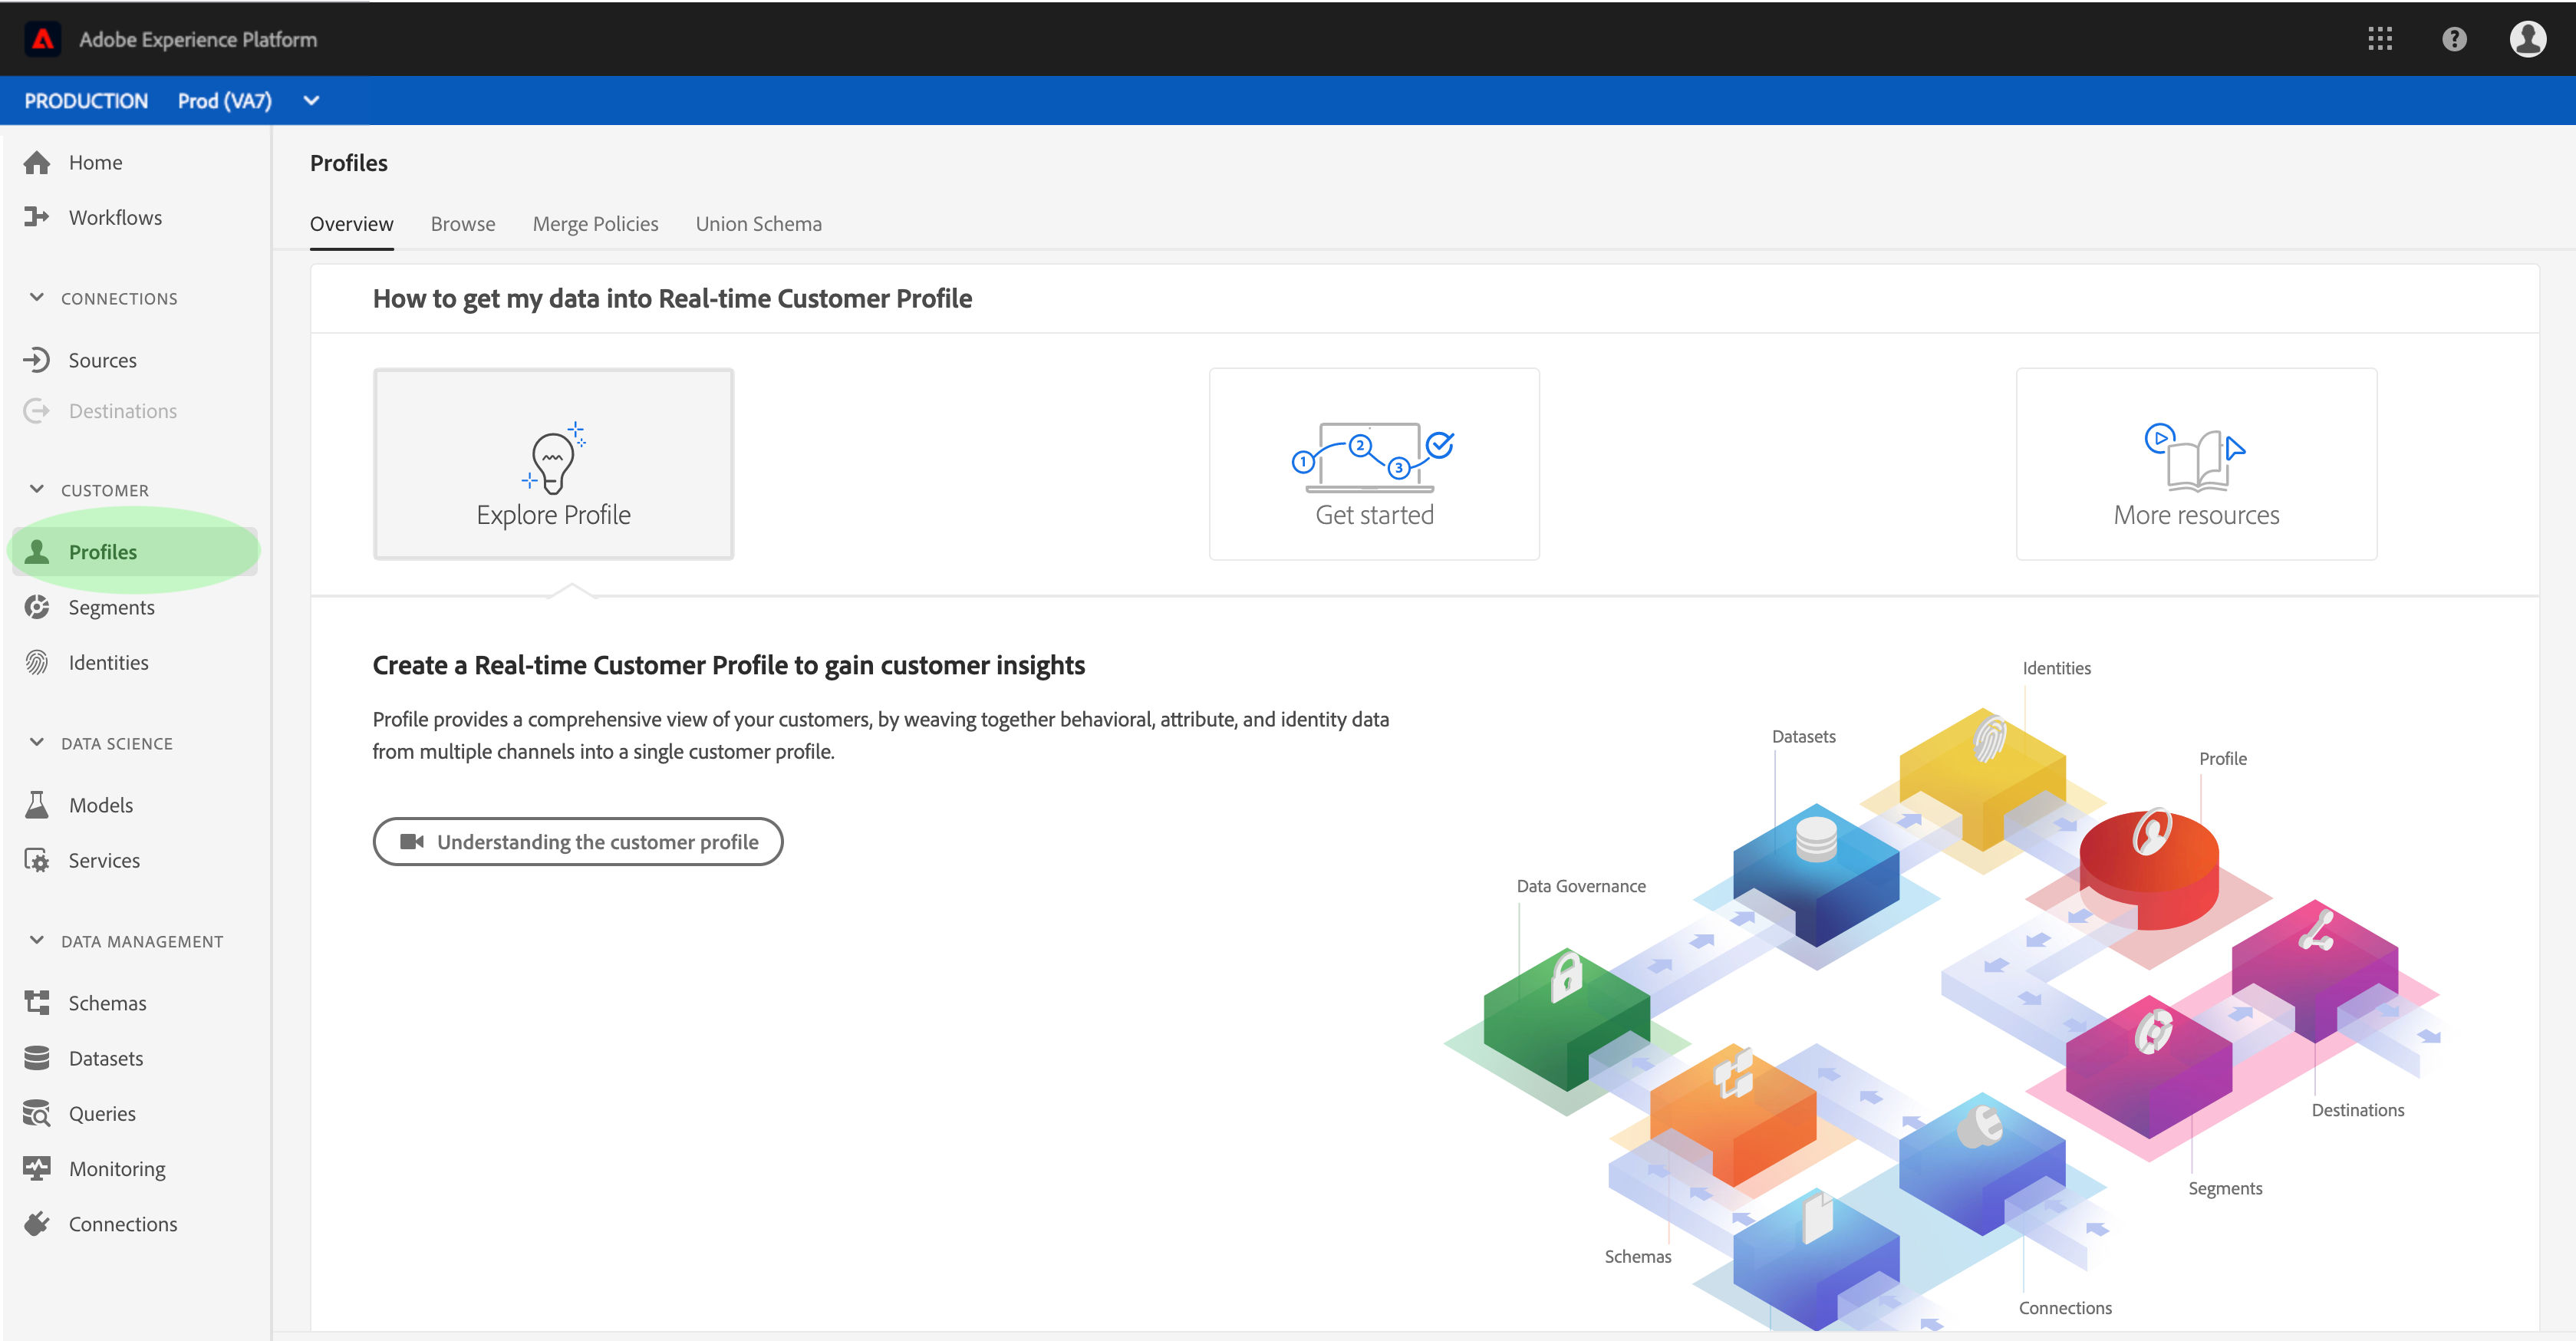 Adobe Experience Platform
?
PRODUCTION Prod (VA7)
Home
Workflows
CONNECTIONS
Sources
Destinations
CUSTOMER
Profiles
Segments
Identities
DATA SCIENCE
Models
Services
DATA MANAGEMENT
Schemas
Datasets
Queries
Monitoring
Connections
Profiles
Overview Browse Merge Policies Union Schema
How to get my data into Real-time Customer Profile
Explore Profile
1 2 3
Get started
More resources
Create a Real-time Customer Profile to gain customer insights
Profile provides a comprehensive view of your customers, by weaving together behavioral, attribute, and identity data
from multiple channels into a single customer profile.
Understanding the customer profile
Identities
Datasets
Profile
Data Governance
Destinations
Segments
Schemas
Connections